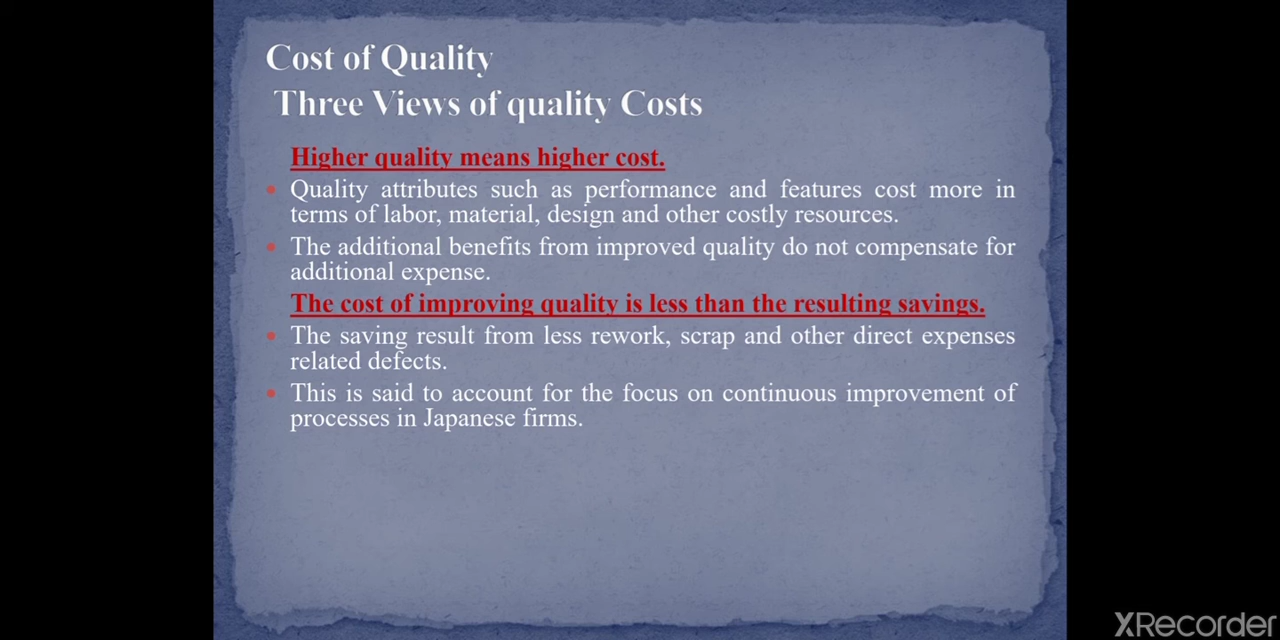 Cost of Quality
Three Views of quality Costs
Higher quality means higher cost.
• Quality attributes such as performance and features cost more in
terms of labor, material, design and other costly resources.
• The additional benefits from improved quality do not compensate for
additional expense.
The cost of improving quality is less than the resulting savings.
• The saving result from less rework, scrap and other direct expenses
related defects.
• This is said to account for the focus on continuous improvement of
processes in Japanese firms.
XRecorder